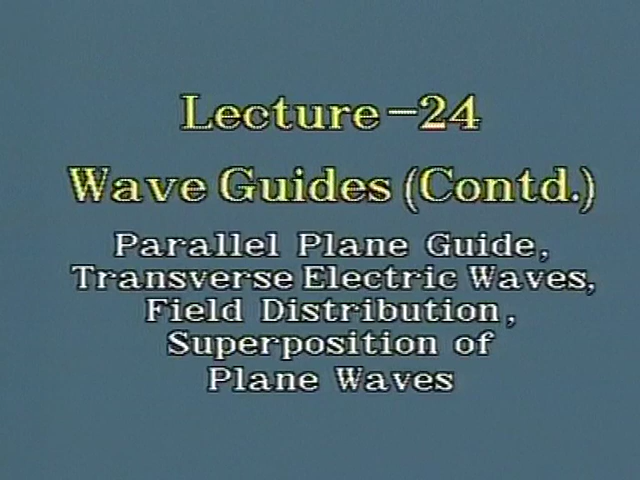 Lecture-24
Wave Guides (Contd.)
Parallel Plane Guide,
Transverse Electric Waves,
Field Distribution,
Superposition of
Plane Waves